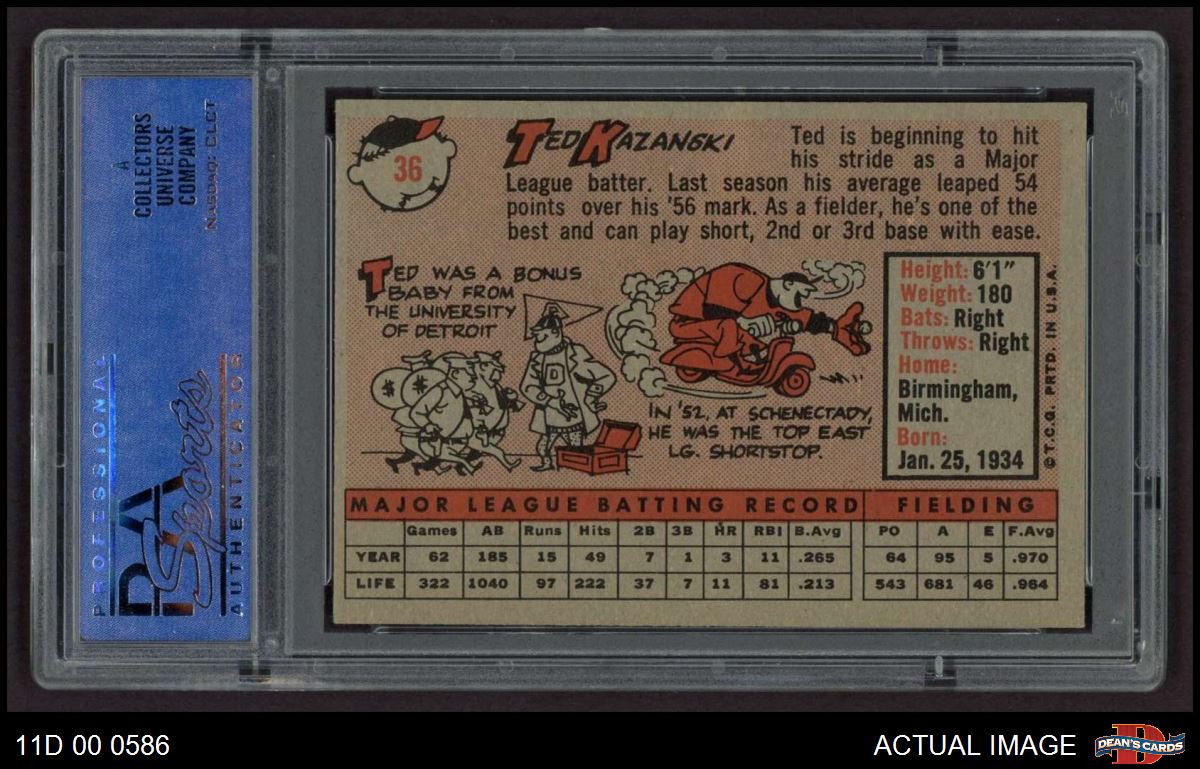 A
COLLECTORS
UNIVERSE
COMPANY
NASDAQ: CLCT
PROFESSIONAL
PSA
Sports
AUTHENTICATOR
36
TED KAZANSKI
Ted is beginning to hit
his stride as a Major
League batter. Last season his average leaped 54
points over his '56 mark. As a fielder, he's one of the
best and can play short, 2nd or 3rd base with ease.
TED WAS A BONUS
BABY FROM
THE UNIVERSITY
OF DETROIT
D
IN '52, AT SCHENECTADY,
HE WAS THE TOP EAST
LG. SHORTSTOP.
Height: 6'1"
Weight: 180
Bats: Right
Throws: Right
Home:
Birmingham,
Mich.
Born:
Jan. 25, 1934
©T.C.G. PRTD. IN U.S.A.
MAJOR LEAGUE BATTING RECORD FIELDING
Games AB Runs Hits 2B 3B HR RBI B.Avg PO A E F.Avg
YEAR 62 185 15 49 7 1 3 11 .265 64 95 5 .970
LIFE 322 1040 97 222 37 7 11 81 .213 543 681 46 .964
11D 00 0586
ACTUAL IMAGE
D
DEAN'S CARDS